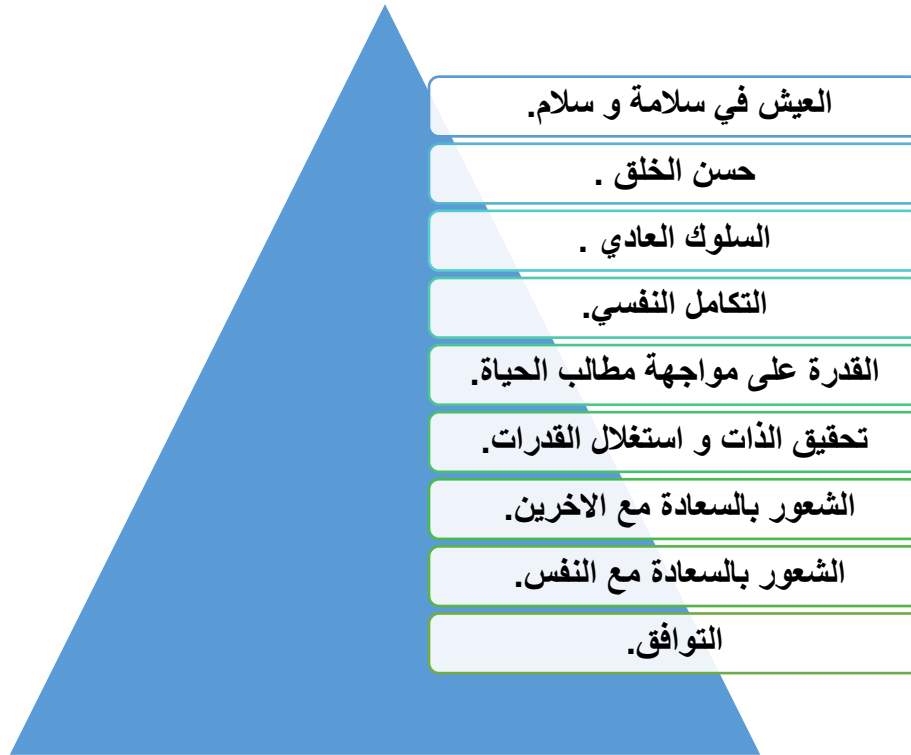 العيش في سلامة و سلام.
حسن الخلق .
السلوك العادي .
التكامل النفسي.
القدرة على مواجهة مطالب الحياة.
تحقيق الذات و استغلال القدرات.
الشعور بالسعادة مع الاخرين.
الشعور بالسعادة مع النفس.
التوافق.